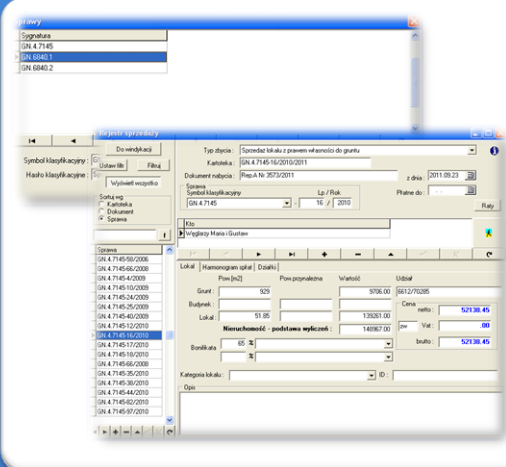 Sprawy
Sygnatura
GN.4.7145
GN.6840.1
GN.6840.2
Symbol klasyfikacyjny :
Hasło klasyfikacyjne :
Rejestr sprzedaży
Do windykacji
Ustaw filtr Filtruj
Wyświetl wszystko
Sortuj wg
Kartoteka
Dokument
Sprawa
Typ zbycia : Sprzedaż lokalu z prawem własności do gruntu
Kartoteka : GN.4.7145-16/2010/2011
Dokument nabycia : Rep.A Nr 3573/2011 z dnia : 2011.09.23
Sprawa
Symbol klasyfikacyjny Lp / Rok Płatne do :
GN.4.7145 - 16 / 2010
Raty
Kto
Węglarzy Maria i Gustaw
Sprawa
GN.4.7145-50/2006
GN.4.7145-66/2008
GN.4.7145-4/2009
GN.4.7145-10/2009
GN.4.7145-24/2009
GN.4.7145-25/2009
GN.4.7145-40/2009
GN.4.7145-12/2010
GN.4.7145-16/2010
GN.4.7145-17/2010
GN.4.7145-18/2010
GN.4.7145-66/2008
GN.4.7145-35/2010
GN.4.7145-38/2010
GN.4.7145-44/2010
GN.4.7145-82/2010
GN.4.7145-97/2010
Lokal Harmonogram spłat Działki
Pow.[m2] Pow.przynależna Wartość Udział
Grunt : 929 9706.00 6612/70285
Budynek :
Lokal : 51.85 139261.00
Nieruchomość - podstawa wyliczeń : 148967.00
Cena
netto : 52138.45
zw Vat : .00
brutto : 52138.45
Bonifikata 65 %
%
Kategoria lokalu : ID :
Opis